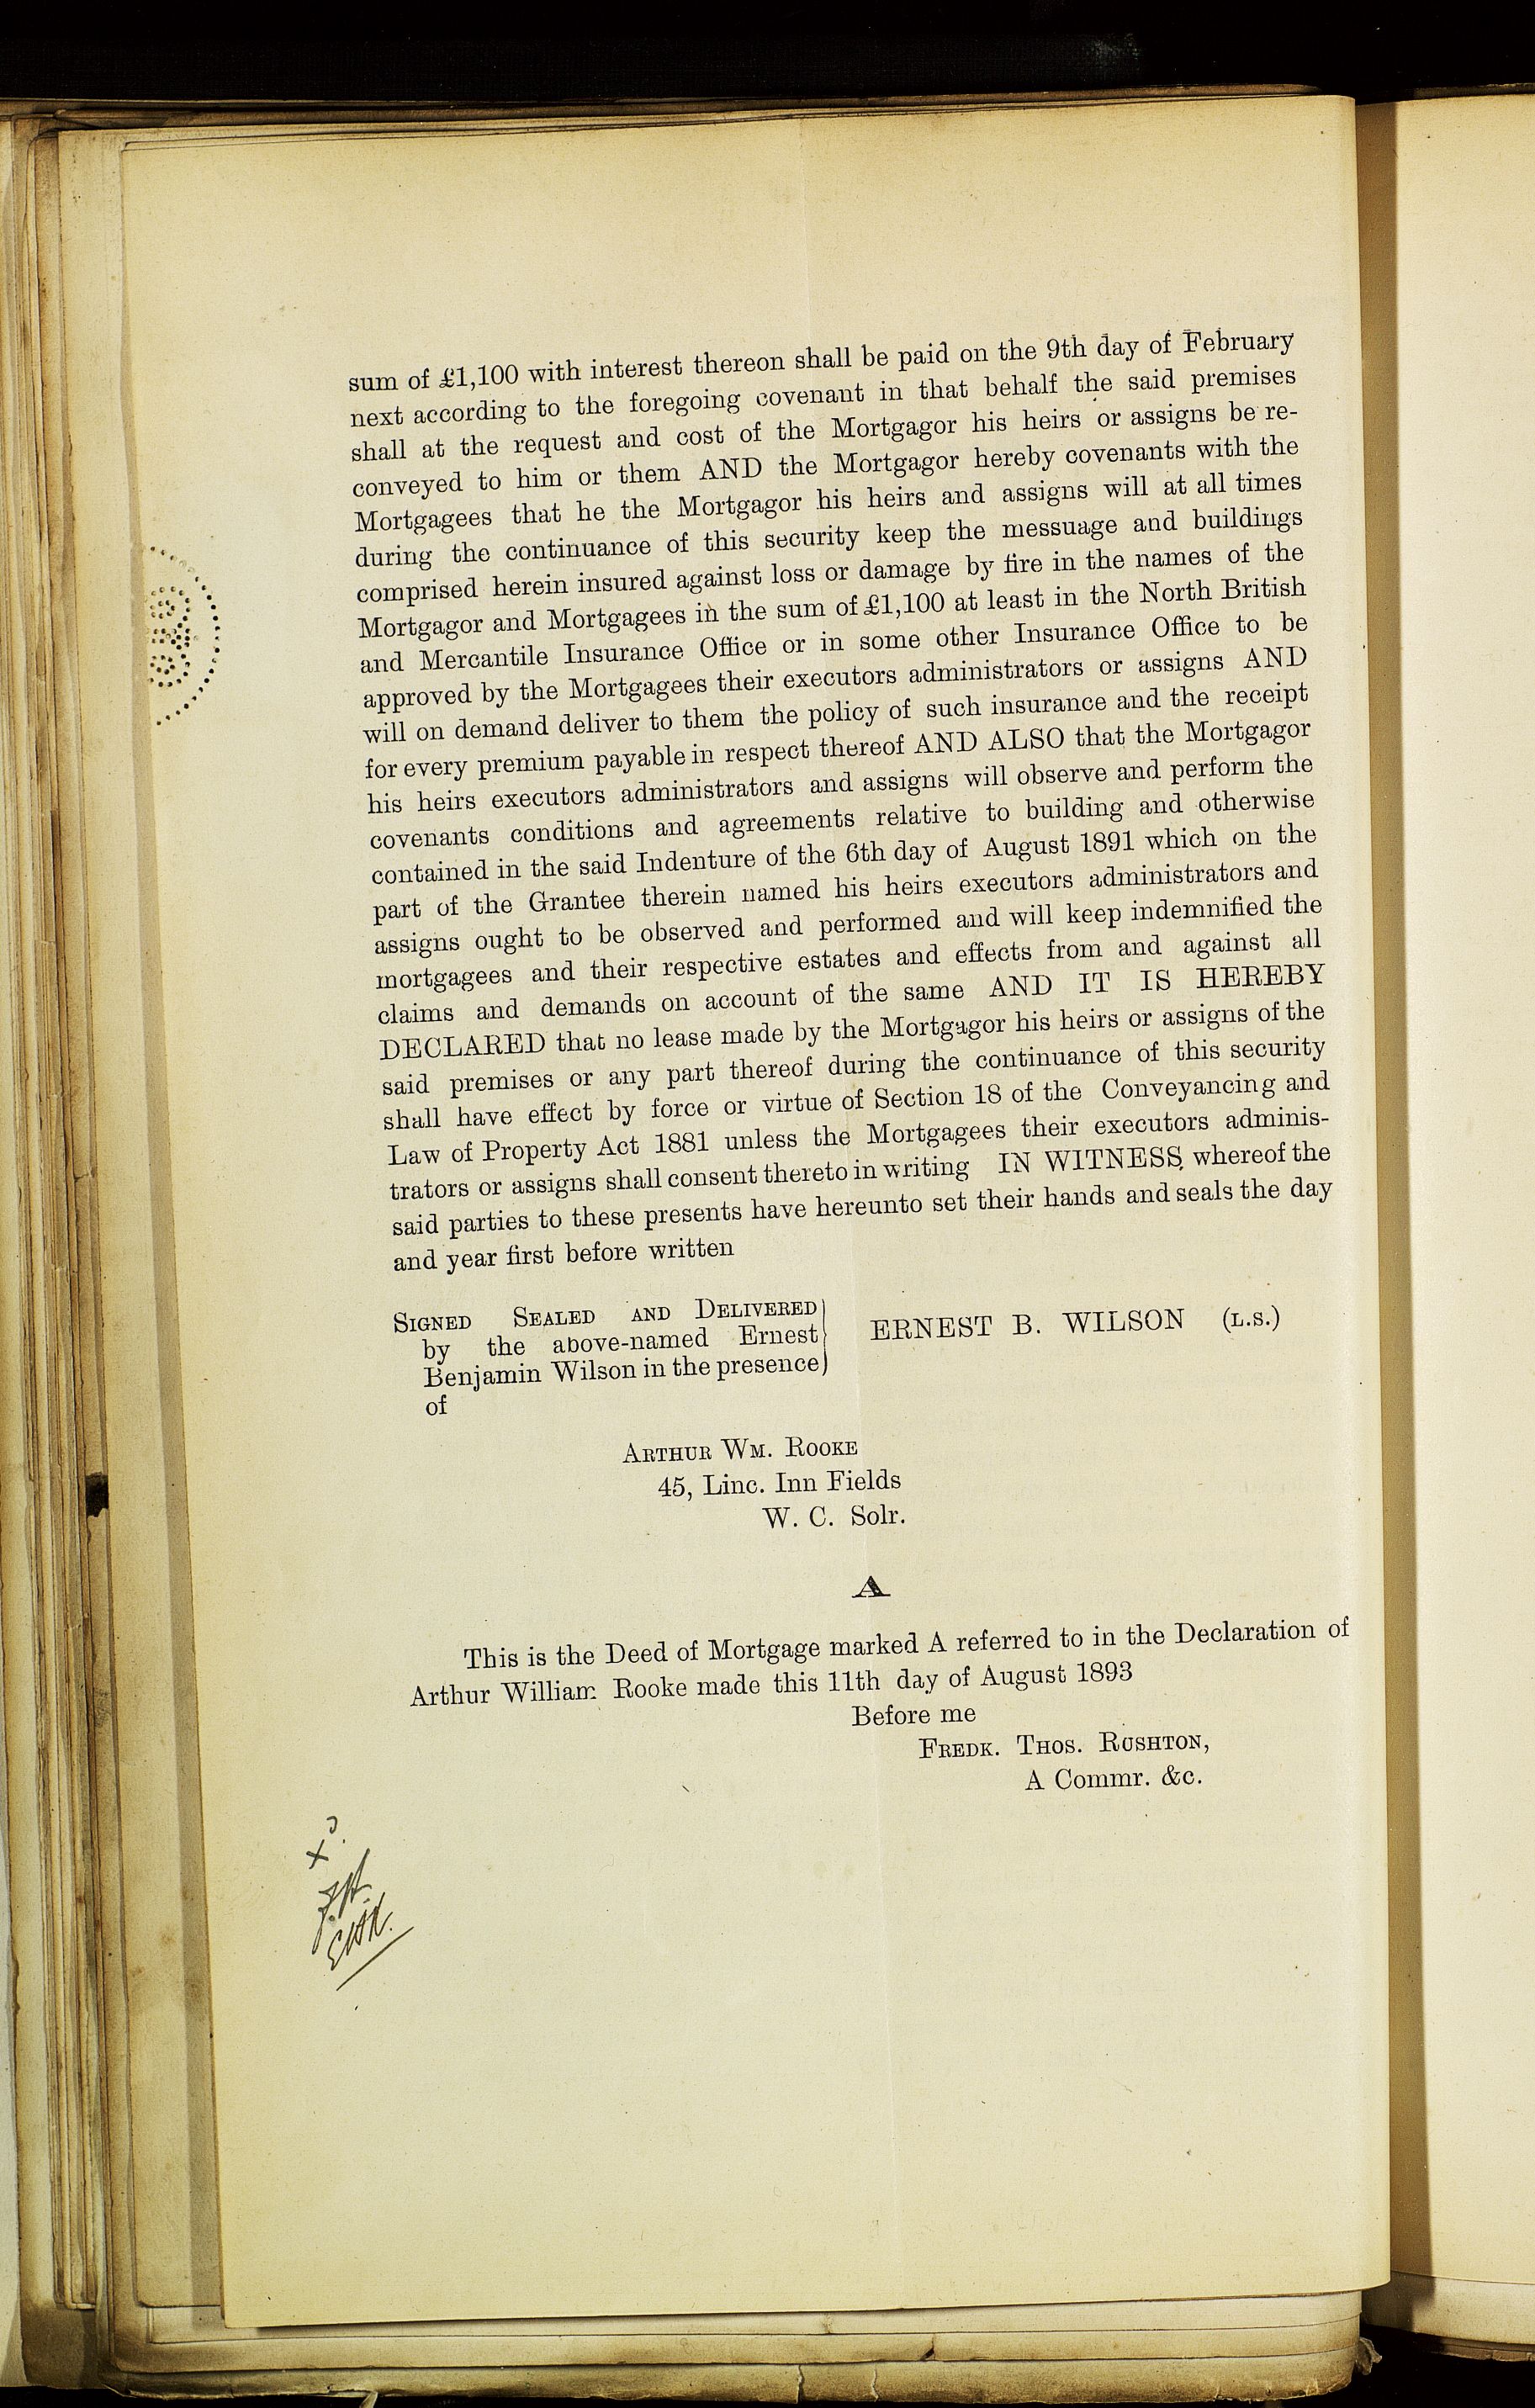 sum of £1,100 with interest thereon shall be paid on the 9th day of February
next according to the foregoing covenant in that behalf the said premises
shall at the request and cost of the Mortgagor his heirs or assigns be re-
conveyed to him or them AND the Mortgagor hereby covenants with the
Mortgagees that he the Mortgagor his heirs and assigns will at all times
during the continuance of this security keep the messuage and buildings
comprised herein insured against loss or damage by fire in the names of the
Mortgagor and Mortgagees in the sum of £1,100 at least in the North British
and Mercantile Insurance Office or in some other Insurance Office to be
approved by the Mortgagees their executors administrators or assigns AND
will on demand deliver to them the policy of such insurance and the receipt
for every premium payable in respect thereof AND ALSO that the Mortgagor
his heirs executors administrators and assigns will observe and perform the
covenants conditions and agreements relative to building and otherwise
contained in the said Indenture of the 6th day of August 1891 which on the
part of the Grantee therein named his heirs executors administrators and
assigns ought to be observed and performed and will keep indemnified the
mortgagees and their respective estates and effects from and against all
claims and demands on account of the same AND IT IS HEREBY
DECLARED that no lease made by the Mortgagor his heirs or assigns of the
said premises or any part thereof during the continuance of this security
shall have effect by force or virtue of Section 18 of the Conveyancing and
Law of Property Act 1881 unless the Mortgagees their executors adminis-
trators or assigns shall consent thereto in writing IN WITNESS whereof the
said parties to these presents have hereunto set their hands and seals the day
and year first before written
SIGNED SEALED AND DELIVERED
by the above-named Ernest
Benjamin Wilson in the presence
of
ERNEST B. WILSON (L.S.)
ARTHUR WM. ROOKE
45, Linc. Inn Fields
W. C. Solr.
A
This is the Deed of Mortgage marked A referred to in the Declaration of
Arthur William Rooke made this 11th day of August 1893
Before me
FREDK. THOS. RUSHTON,
A Commr. &c.